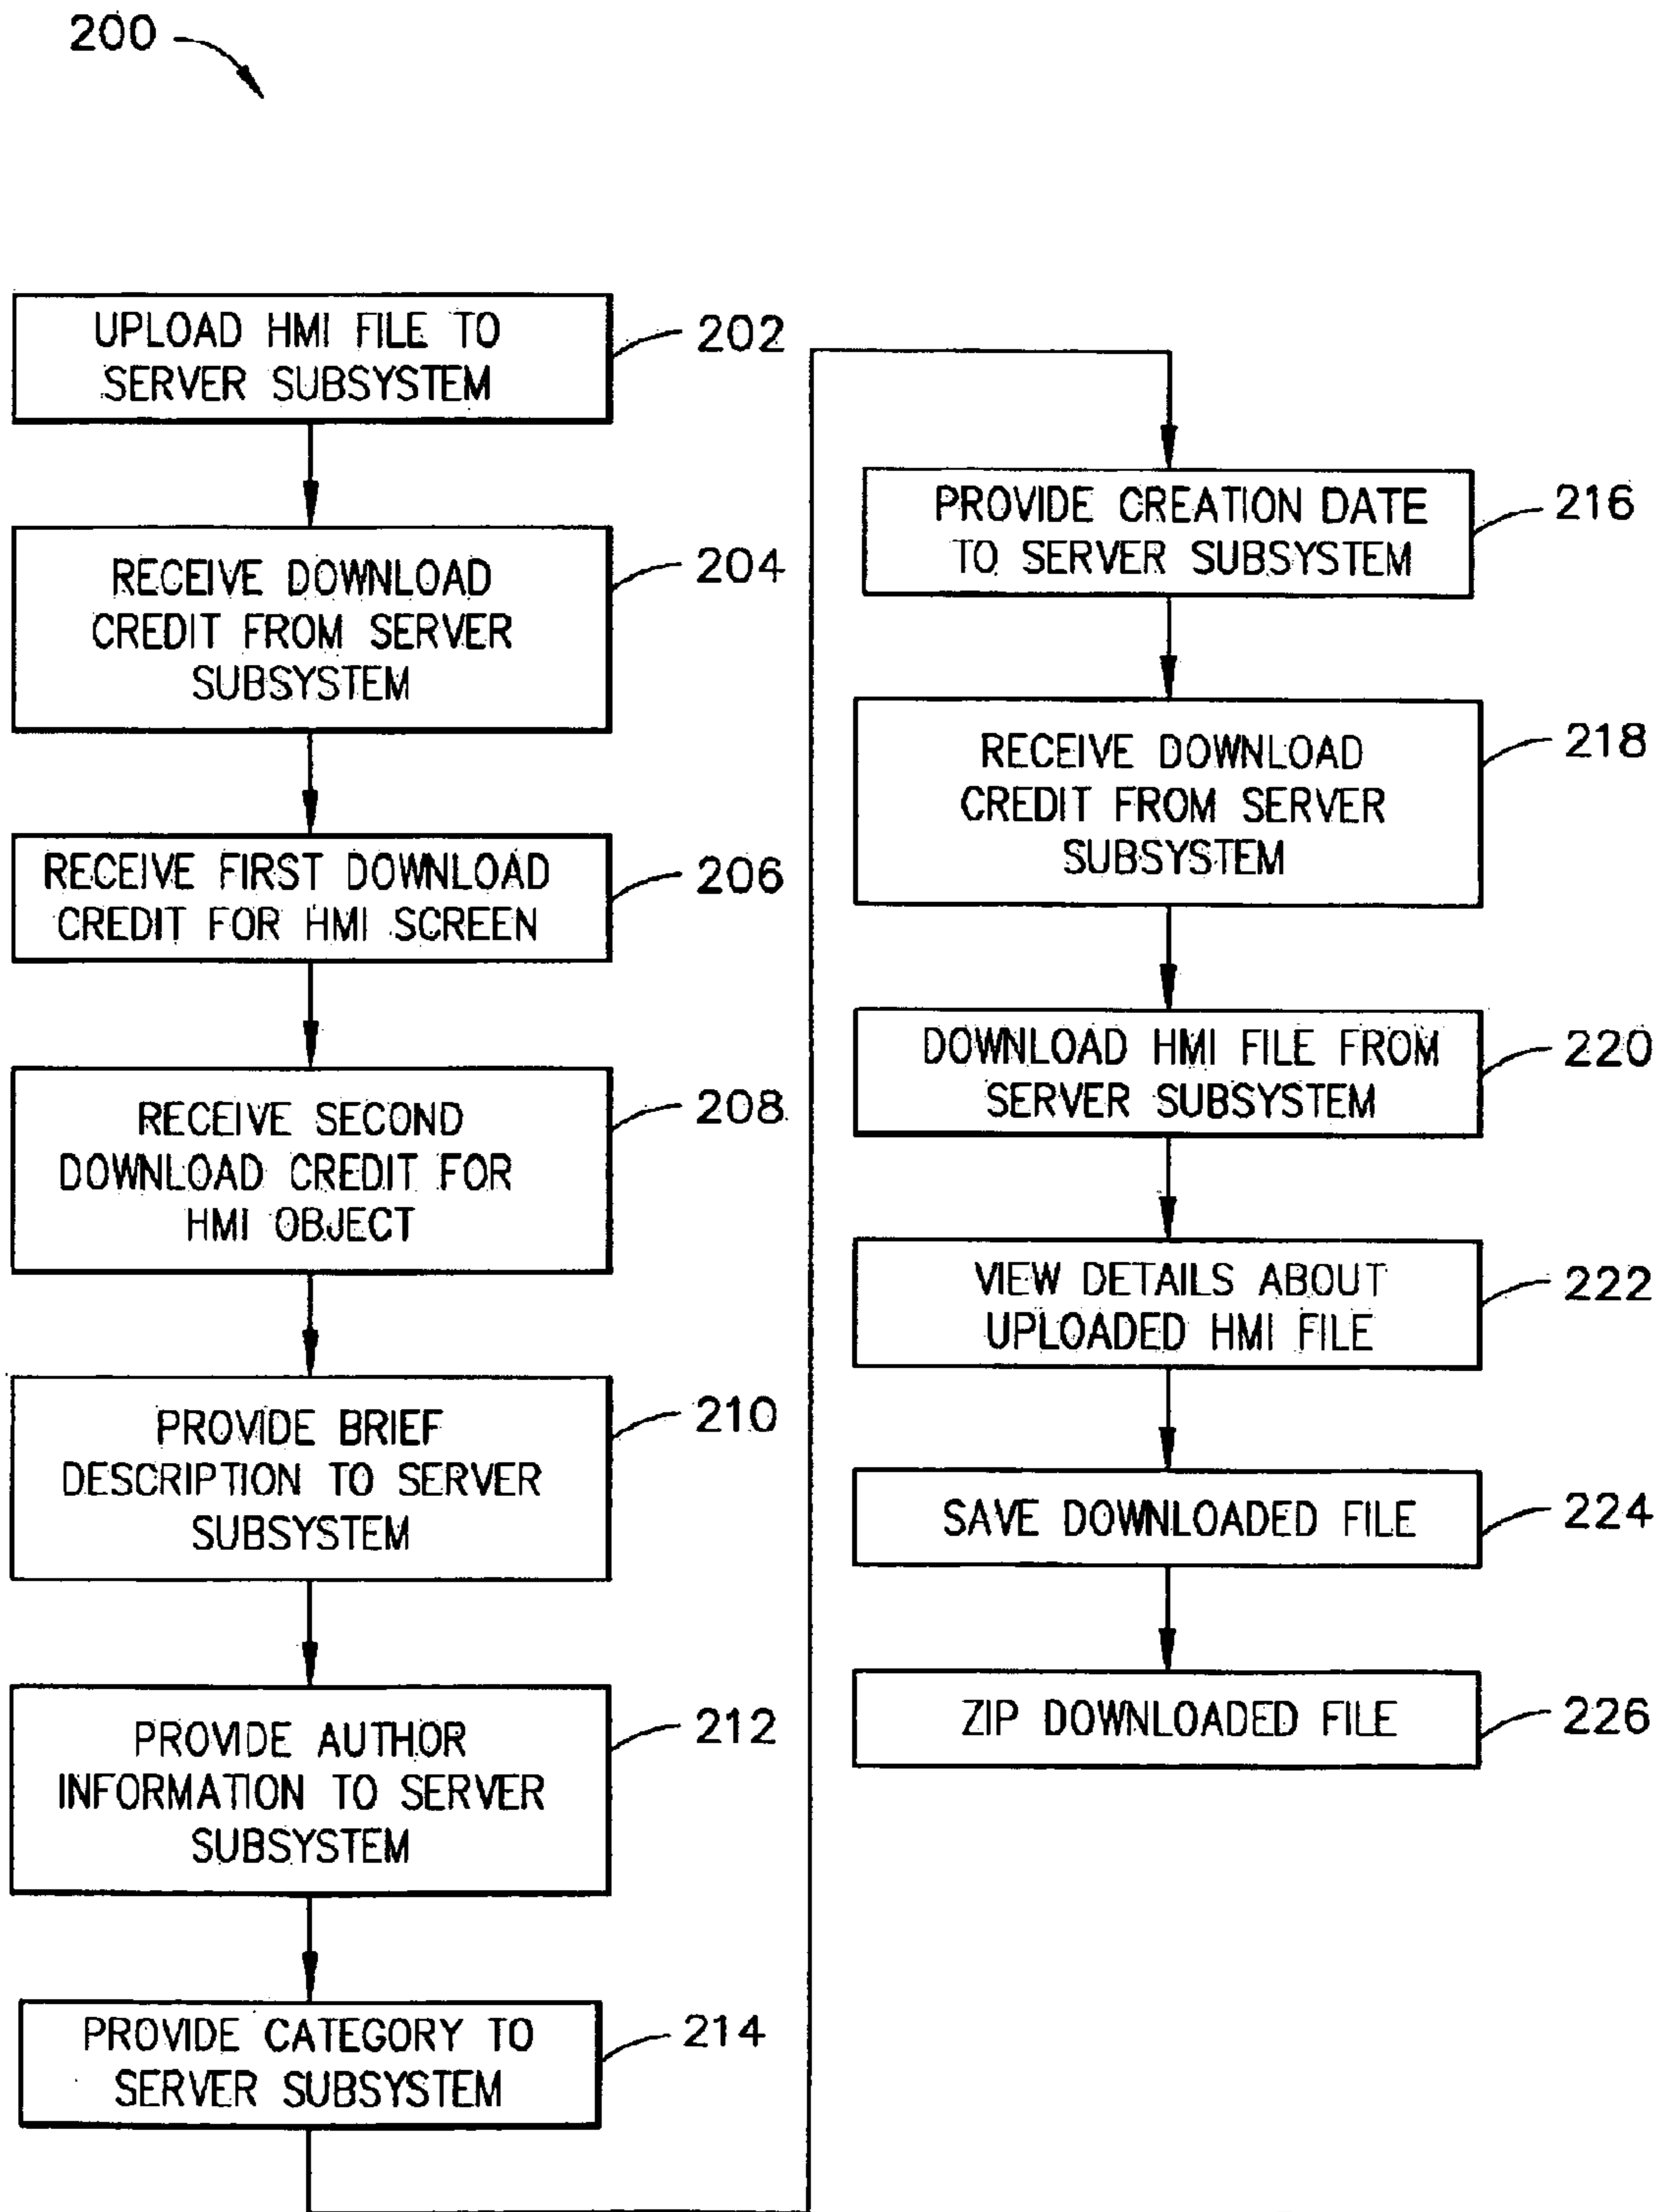 200
UPLOAD HMI FILE TO
SERVER SUBSYSTEM
202
RECEIVE DOWNLOAD
CREDIT FROM SERVER
SUBSYSTEM
204
RECEIVE FIRST DOWNLOAD
CREDIT FOR HMI SCREEN
206
RECEIVE SECOND
DOWNLOAD CREDIT FOR
HMI OBJECT
208
PROVIDE BRIEF
DESCRIPTION TO SERVER
SUBSYSTEM
210
PROVIDE AUTHOR
INFORMATION TO SERVER
SUBSYSTEM
212
PROVIDE CATEGORY TO
SERVER SUBSYSTEM
214
PROVIDE CREATION DATE
TO SERVER SUBSYSTEM
216
RECEIVE DOWNLOAD
CREDIT FROM SERVER
SUBSYSTEM
218
DOWNLOAD HMI FILE FROM
SERVER SUBSYSTEM
220
VIEW DETAILS ABOUT
UPLOADED HMI FILE
222
SAVE DOWNLOADED FILE
224
ZIP DOWNLOADED FILE
226